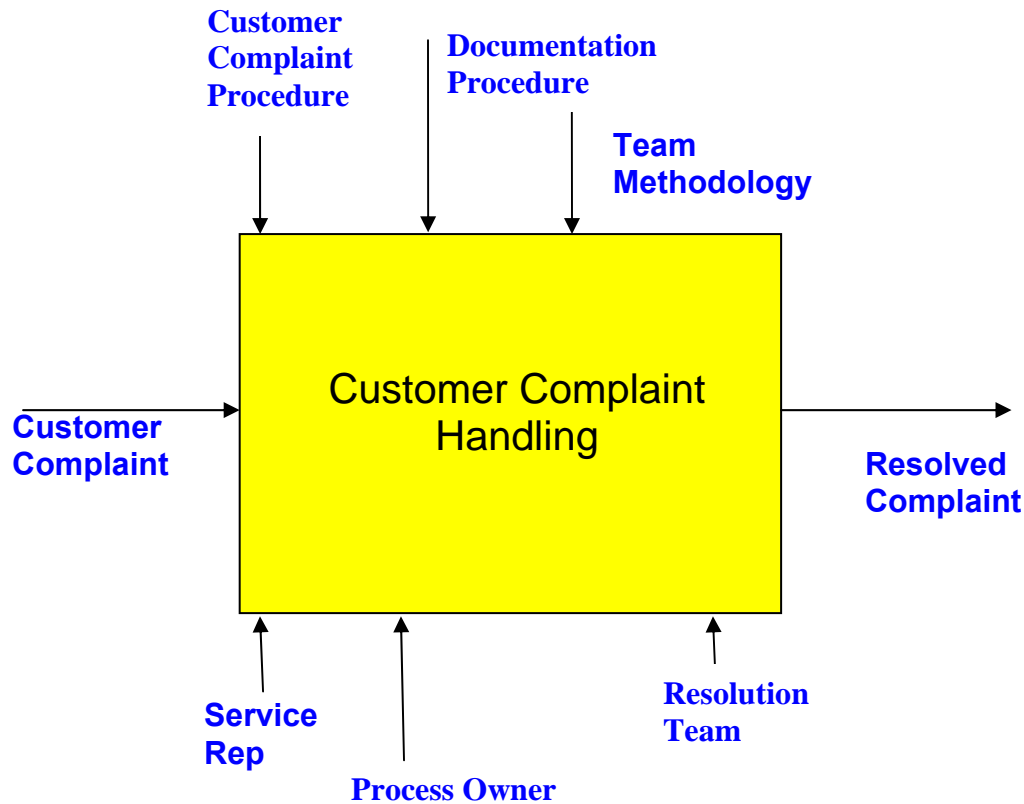 Customer
Complaint
Procedure
Documentation
Procedure
Team
Methodology
Customer Complaint
Handling
Customer
Complaint
Resolved
Complaint
Service
Rep
Process Owner
Resolution
Team